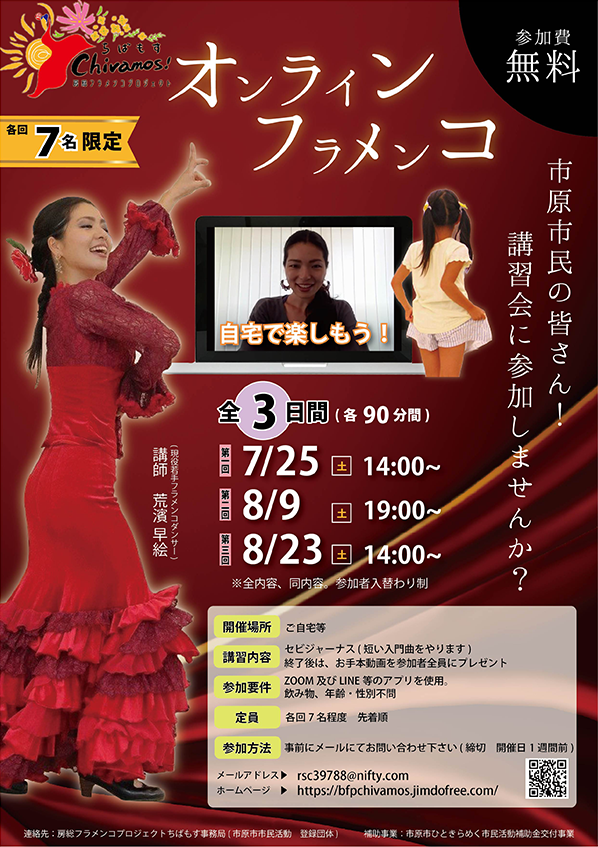 ちばもす
Chivamos!
房総フラメンコプロジェクト
オンライン
フラメンコ
参加費
無料
各回
7名限定
市原市民の皆さん!
講習会に参加しませんか?
自宅で楽しもう!
全3日間(各90分間)
第一回 7/25 土 14:00~
第二回 8/9 土 19:00~
第三回 8/23 土 14:00~
※全内容、同内容。参加者入替わり制
(現役若手フラメンコダンサー)
講師 荒濱 早絵
開催場所 ご自宅等
講習内容 セビジャーナス(短い入門曲をやります)
終了後は、お手本動画を参加者全員にプレゼント
参加要件 ZOOM及びLINE等のアプリを使用。
飲み物、年齢・性別不問
定員 各回7名程度 先着順
参加方法 事前にメールにてお問い合わせ下さい(締切 開催日1週間前)
メールアドレス▶ rsc39788@nifty.com
ホームページ ▶ https://bfpchivamos.jimdofree.com/
連絡先:房総フラメンコプロジェクトちばもす事務局(市原市市民活動 登録団体) 補助事業:市原市ひときらめく市民活動補助金交付事業